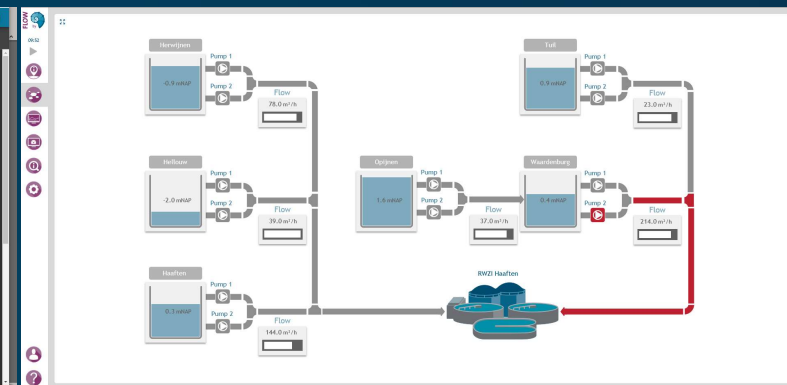 FLOW
09:52
Herwijnen
-0.9 mNAP
Pump 1
Pump 2
Flow
78.0 m³/h
Tuil
0.9 mNAP
Pump 1
Pump 2
Flow
23.0 m³/h
Hellouw
-2.0 mNAP
Pump 1
Pump 2
Flow
39.0 m³/h
Opijnen
1.6 mNAP
Pump 1
Pump 2
Flow
37.0 m³/h
Waardenburg
0.4 mNAP
Pump 1
Pump 2
Flow
214.0 m³/h
Haaften
0.1 mNAP
Pump 1
Pump 2
Flow
144.0 m³/h
RWZI Haaften